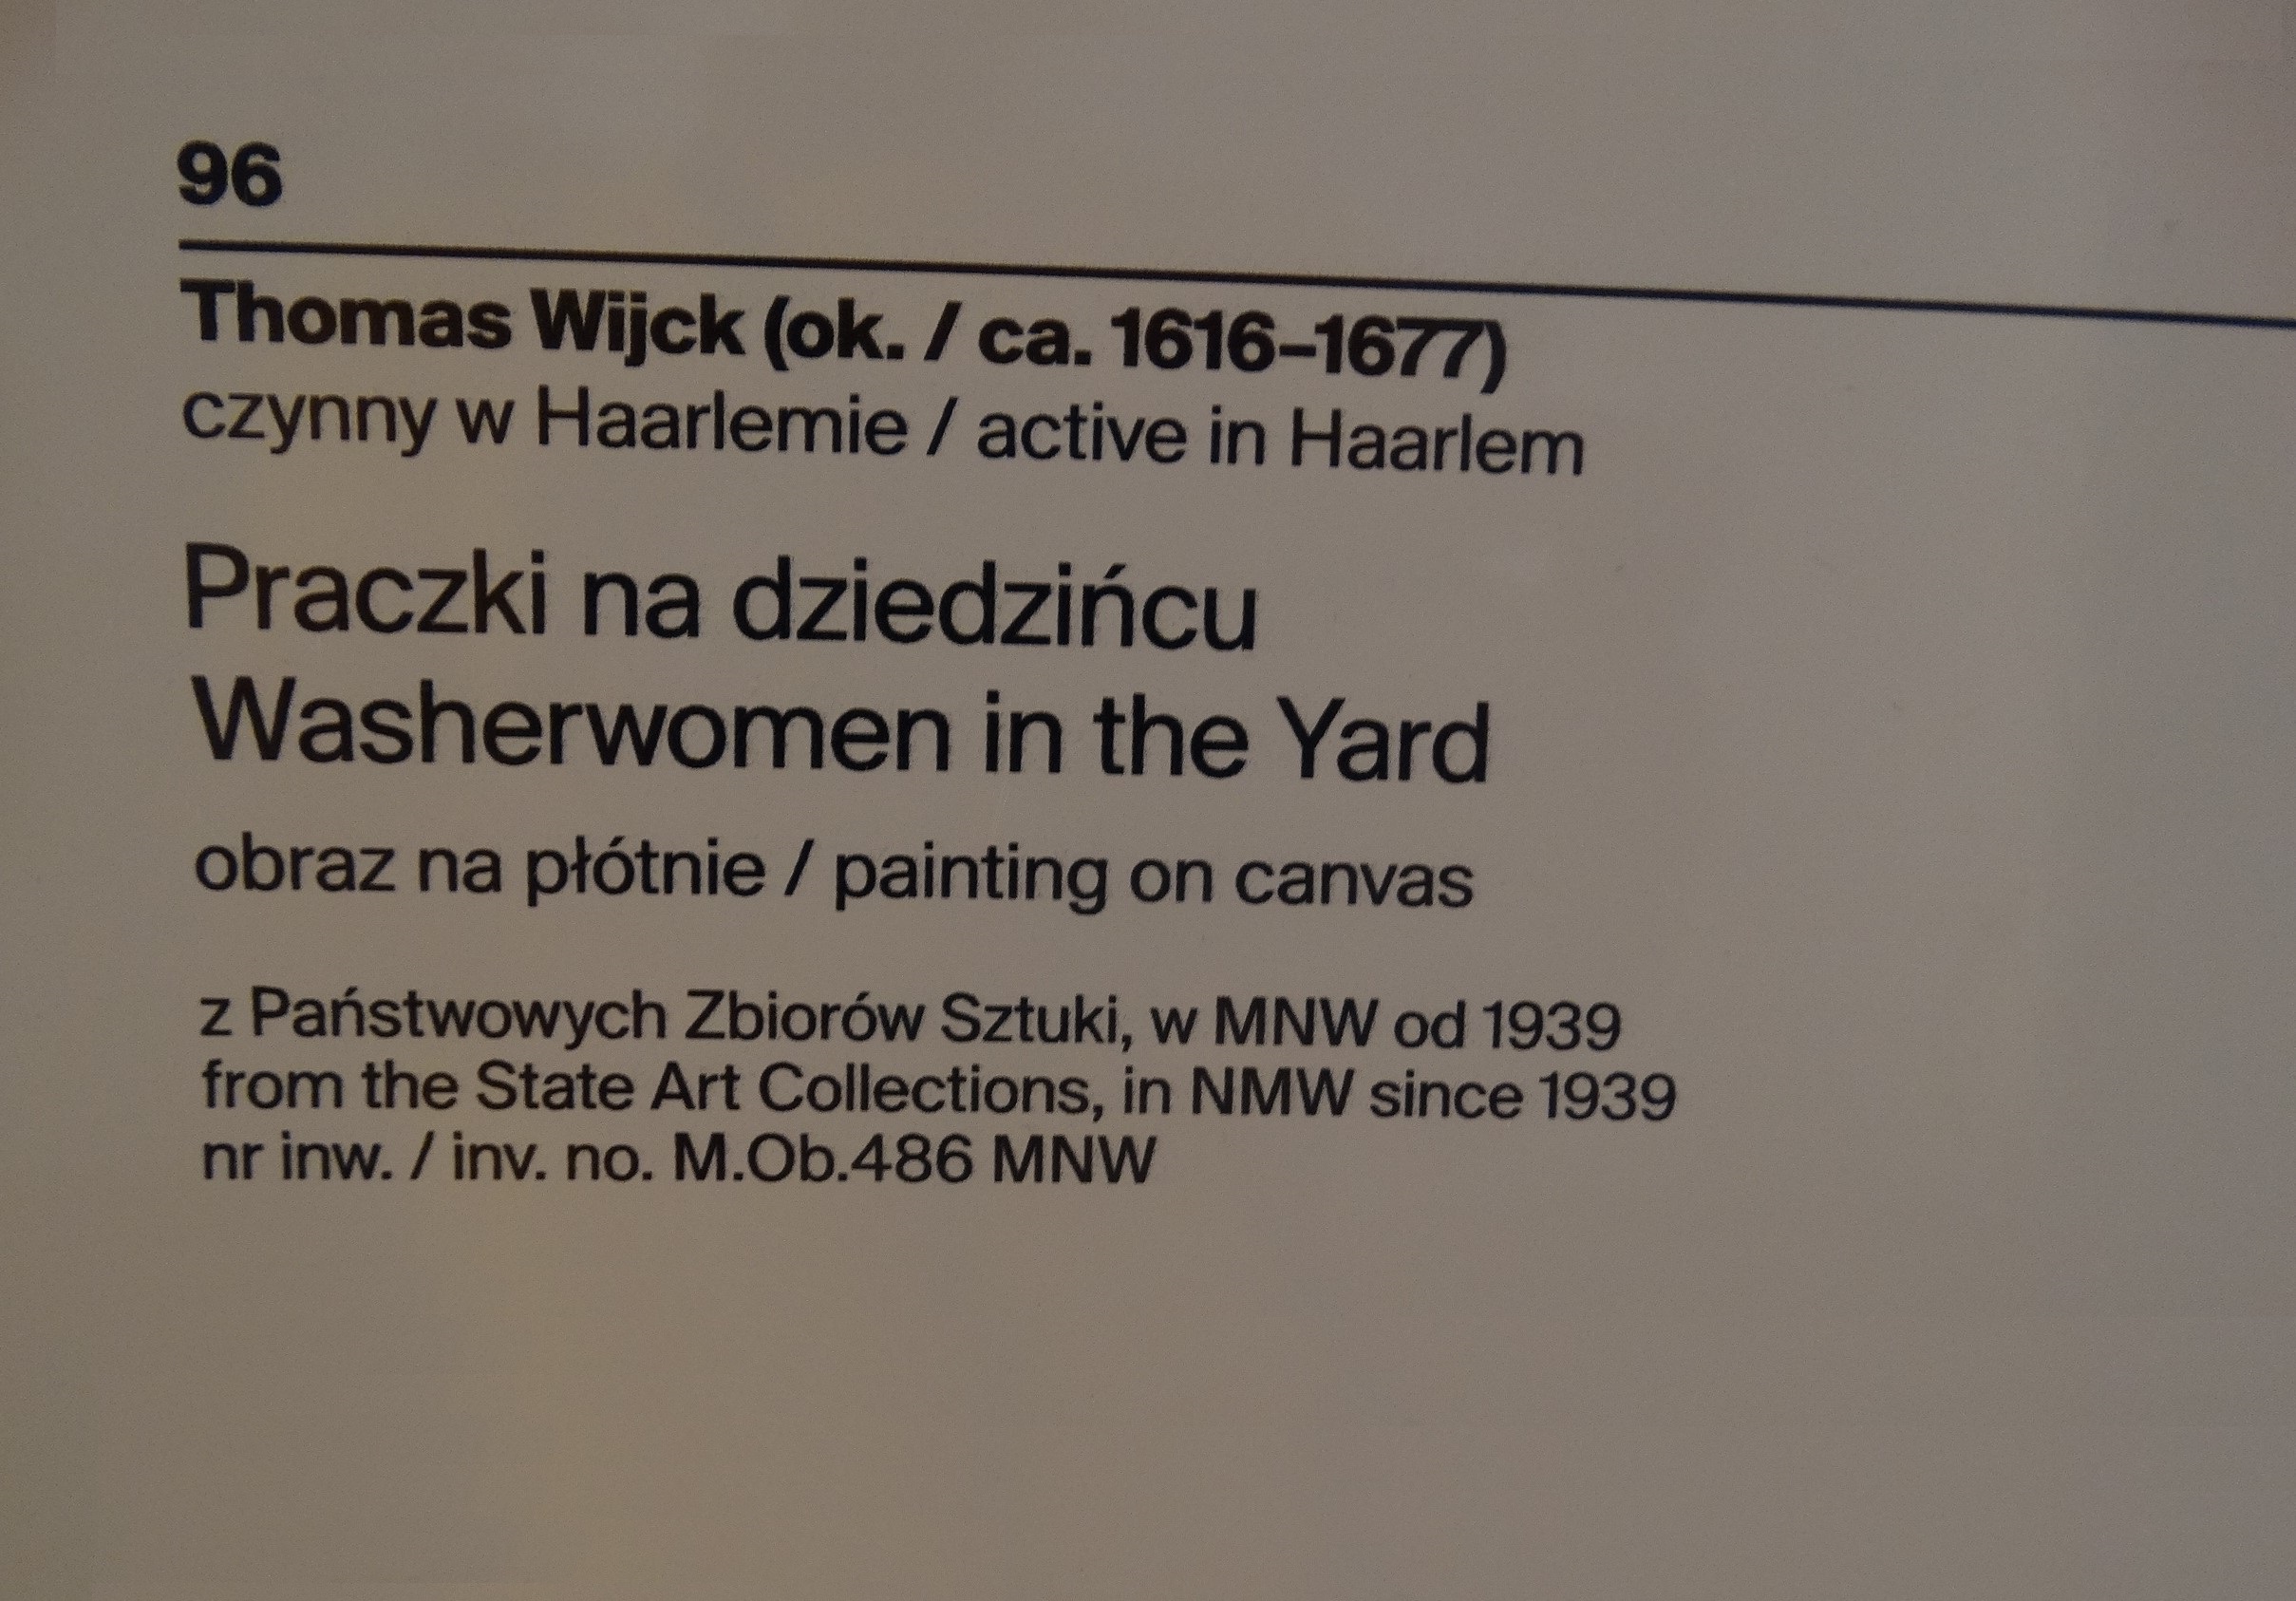 96
Thomas Wijck (ok. / ca. 1616–1677)
czynny w Haarlemie / active in Haarlem
Praczki na dziedzińcu
Washerwomen in the Yard
obraz na płótnie / painting on canvas
z Państwowych Zbiorów Sztuki, w MNW od 1939
from the State Art Collections, in NMW since 1939
nr inw. / inv. no. M.Ob.486 MNW